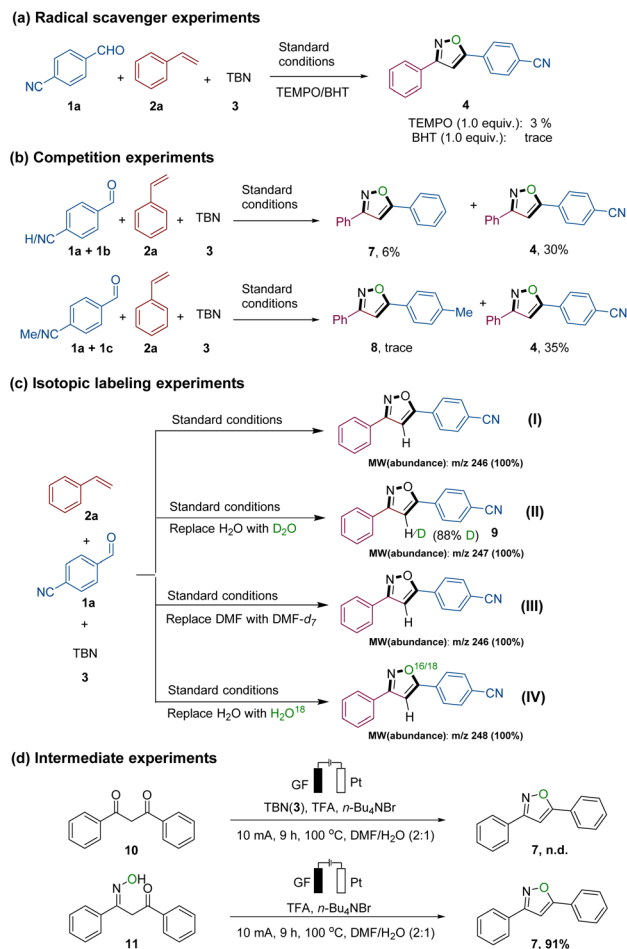 (a) Radical scavenger experiments
CHO
NC
1a
+
2a
+
TBN
3
Standard
conditions
TEMPO/BHT
N
O
CN
4
TEMPO (1.0 equiv.): 3 %
BHT (1.0 equiv.): trace
(b) Competition experiments
O
H/NC
1a + 1b
+
2a
+
TBN
3
Standard
conditions
N
O
Ph
7, 6%
+
N
O
Ph
CN
4, 30%
O
Me/NC
1a + 1c
+
2a
+
TBN
3
Standard
conditions
N
O
Ph
Me
8, trace
+
N
O
Ph
CN
4, 35%
(c) Isotopic labeling experiments
2a
+
O
NC
1a
+
TBN
3
Standard conditions
N
O
CN
H
(I)
MW(abundance): m/z 246 (100%)
Standard conditions
Replace H2O with D2O
N
O
CN
H/D (88% D) 9
(II)
MW(abundance): m/z 247 (100%)
Standard conditions
Replace DMF with DMF-d7
N
O
CN
H
(III)
MW(abundance): m/z 246 (100%)
Standard conditions
Replace H2O with H2O18
N
O16/18
CN
H
(IV)
MW(abundance): m/z 248 (100%)
(d) Intermediate experiments
O O
10
GF Pt
TBN(3), TFA, n-Bu4NBr
10 mA, 9 h, 100 °C, DMF/H2O (2:1)
N
O
7, n.d.
OH
N O
11
GF Pt
TFA, n-Bu4NBr
10 mA, 9 h, 100 °C, DMF/H2O (2:1)
N
O
7, 91%